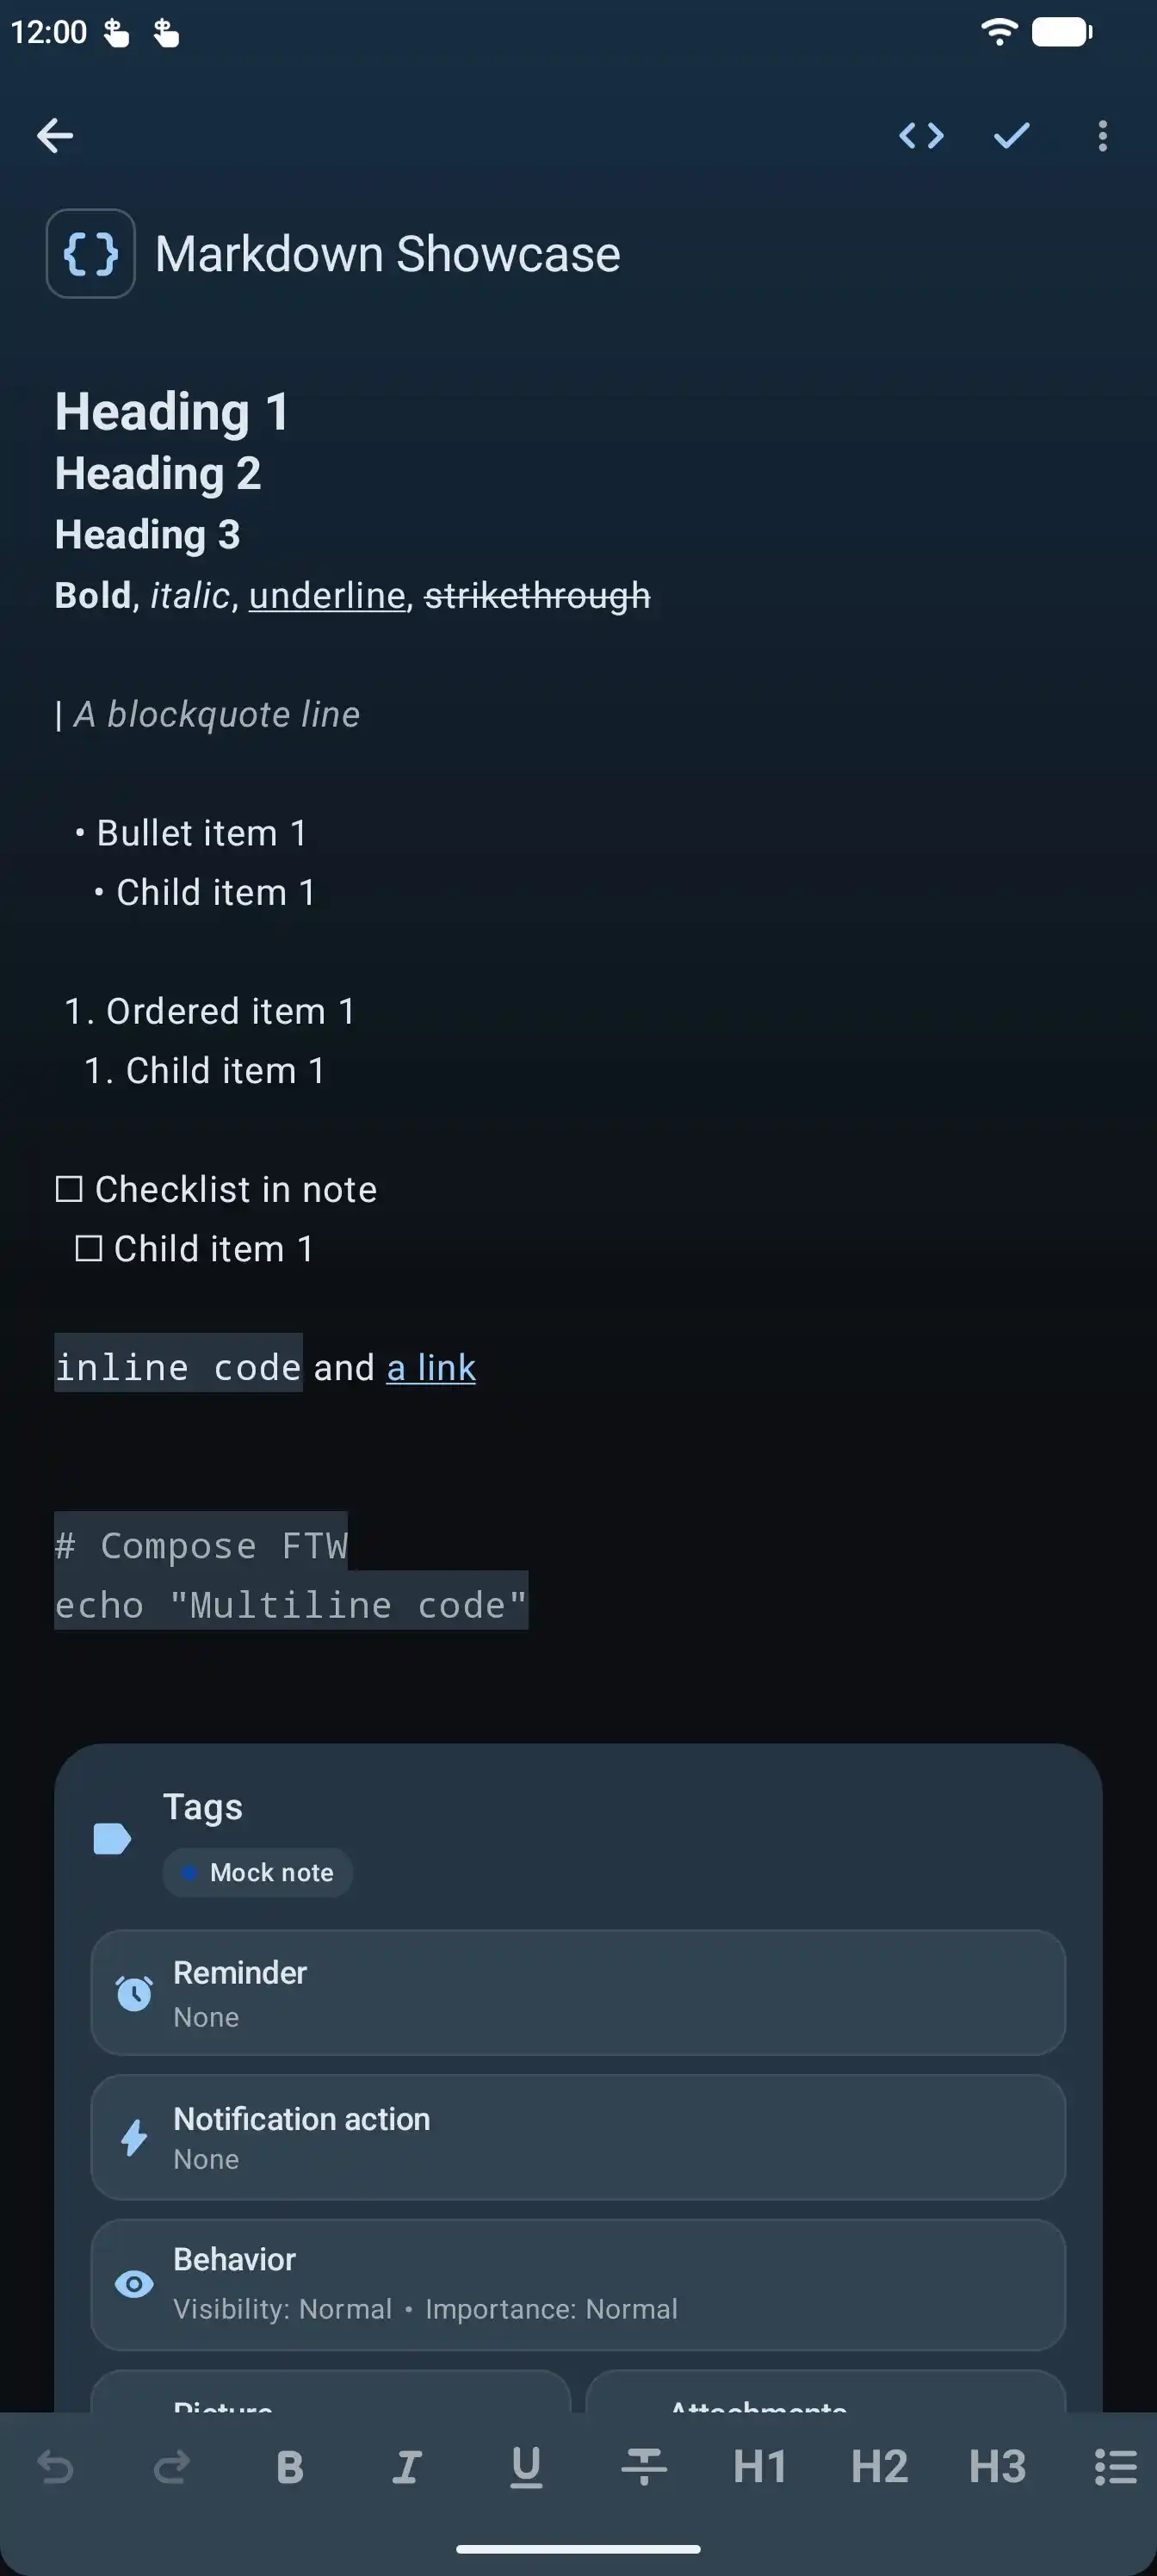 12:00
{} Markdown Showcase
Heading 1
Heading 2
Heading 3
Bold, italic, underline, strikethrough
| A blockquote line
• Bullet item 1
• Child item 1
1. Ordered item 1
1. Child item 1
☐ Checklist in note
☐ Child item 1
inline code and a link
# Compose FTW
echo "Multiline code"
Tags
Mock note
Reminder
None
Notification action
None
Behavior
Visibility: Normal • Importance: Normal
Picture Attachments
B I U T H1 H2 H3